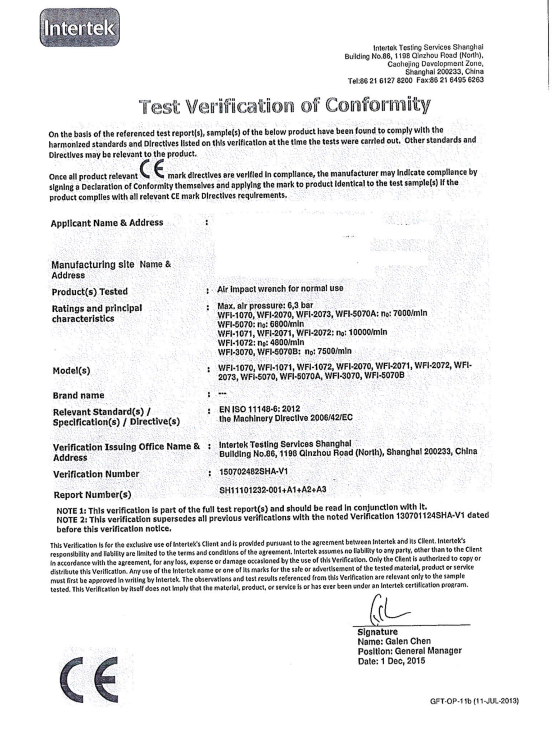 Intertek
Intertek Testing Services Shanghai
Building No.86, 1198 Qinzhou Road (North),
Caohejing Development Zone,
Shanghai 200233, China
Tel:86 21 6127 8200 Fax:86 21 6495 6263
Test Verification of Conformity
On the basis of the referenced test report(s), sample(s) of the below product have been found to comply with the
harmonized standards and Directives listed on this verification at the time the tests were carried out. Other standards and
Directives may be relevant to the product.
Once all product relevant CE mark directives are verified in compliance, the manufacturer may indicate compliance by
signing a Declaration of Conformity themselves and applying the mark to product identical to the test sample(s) if the
product complies with all relevant CE mark Directives requirements.
Applicant Name & Address :
Manufacturing site Name &
Address
Product(s) Tested : Air impact wrench for normal use
Ratings and principal : Max. air pressure: 6,3 bar
characteristics WFI-1070, WFI-2070, WFI-2073, WFI-5070A: n₀: 7000/min
WFI-5070: n₀: 6800/min
WFI-1071, WFI-2071, WFI-2072: n₀: 10000/min
WFI-1072: n₀: 4800/min
WFI-3070, WFI-5070B: n₀: 7500/min
Model(s) : WFI-1070, WFI-1071, WFI-1072, WFI-2070, WFI-2071, WFI-2072, WFI-
2073, WFI-5070, WFI-5070A, WFI-3070, WFI-5070B
Brand name : ---
Relevant Standard(s) / : EN ISO 11148-6: 2012
Specification(s) / Directive(s) the Machinery Directive 2006/42/EC
Verification Issuing Office Name & : Intertek Testing Services Shanghai
Address Building No.86, 1198 Qinzhou Road (North), Shanghai 200233, China
Verification Number : 150702482SHA-V1
Report Number(s) SH11101232-001+A1+A2+A3
NOTE 1: This verification is part of the full test report(s) and should be read in conjunction with it.
NOTE 2: This verification supersedes all previous verifications with the noted Verification 130701124SHA-V1 dated
before this verification notice.
This Verification is for the exclusive use of Intertek's Client and is provided pursuant to the agreement between Intertek and its Client. Intertek's
responsibility and liability are limited to the terms and conditions of the agreement. Intertek assumes no liability to any party, other than to the Client
in accordance with the agreement, for any loss, expense or damage occasioned by the use of this Verification. Only the Client is authorized to copy or
distribute this Verification. Any use of the Intertek name or one of its marks for the sale or advertisement of the tested material, product or service
must first be approved in writing by Intertek. The observations and test results referenced from this Verification are relevant only to the sample
tested. This Verification by itself does not imply that the material, product, or service is or has ever been under an Intertek certification program.
Signature
Name: Galen Chen
Position: General Manager
Date: 1 Dec, 2015
CE
GFT-OP-11b (11-JUL-2013)